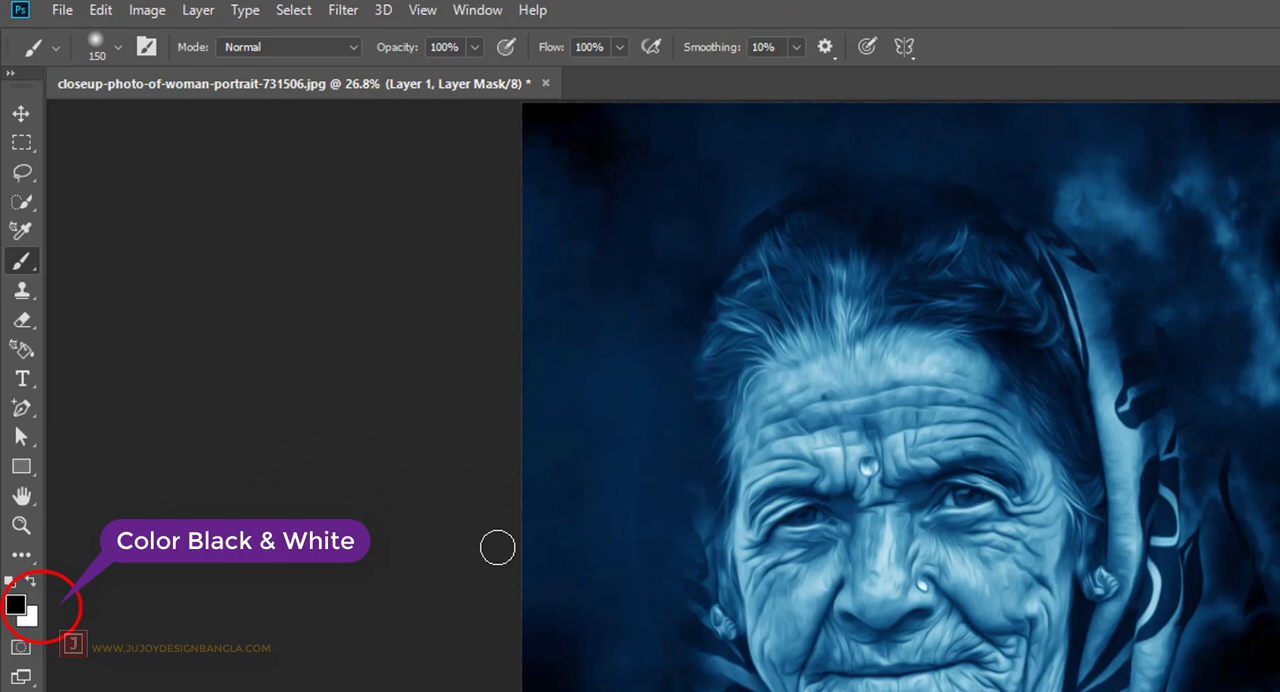 Ps File Edit Image Layer Type Select Filter 3D View Window Help
150 Mode: Normal Opacity: 100% Flow: 100% Smoothing: 10%
closeup-photo-of-woman-portrait-731506.jpg @ 26.8% (Layer 1, Layer Mask/8) *
Color Black & White
J WWW.JUJOYDESIGNBANGLA.COM